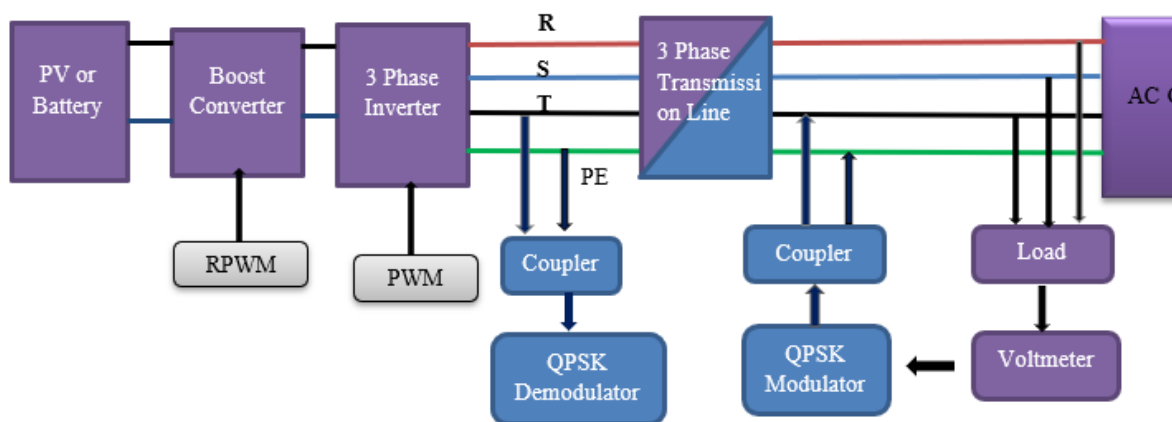 PV or
Battery
Boost
Converter
3 Phase
Inverter
R
S
T
PE
3 Phase
Transmissi
on Line
AC
RPWM
PWM
Coupler
QPSK
Demodulator
Coupler
QPSK
Modulator
Load
Voltmeter